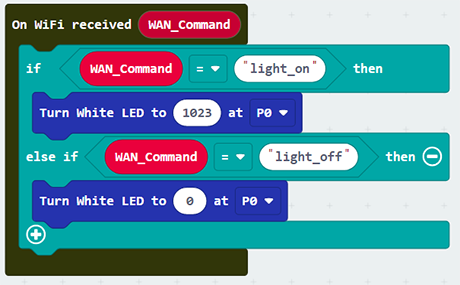 On WiFi received WAN_Command
if WAN_Command = "light_on" then
Turn White LED to 1023 at P0
else if WAN_Command = "light_off" then
Turn White LED to 0 at P0